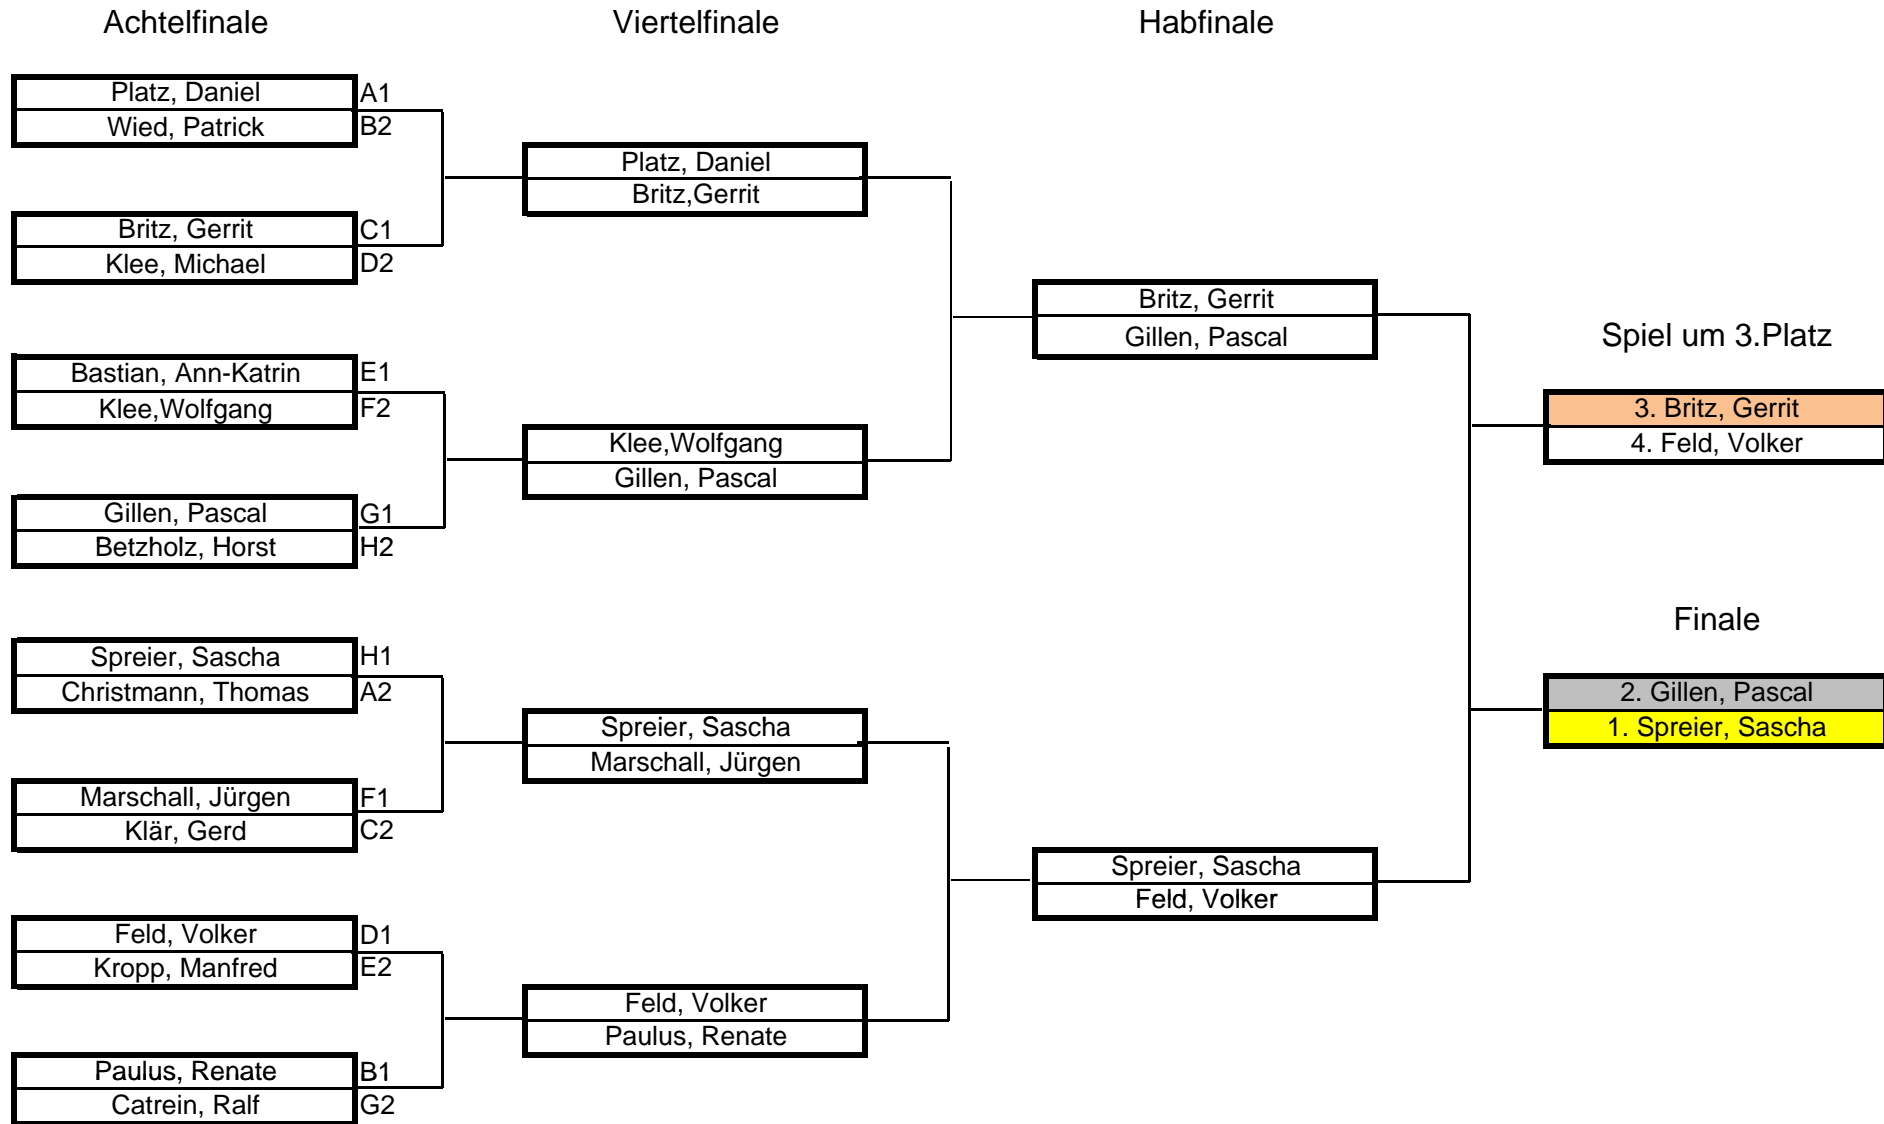 Achtelfinale
Viertelfinale
Habfinale
Platz, Daniel A1
Wied, Patrick B2
Britz, Gerrit C1
Klee, Michael D2
Bastian, Ann-Katrin E1
Klee,Wolfgang F2
Gillen, Pascal G1
Betzholz, Horst H2
Spreier, Sascha H1
Christmann, Thomas A2
Marschall, Jürgen F1
Klär, Gerd C2
Feld, Volker D1
Kropp, Manfred E2
Paulus, Renate B1
Catrein, Ralf G2
Platz, Daniel
Britz,Gerrit
Klee,Wolfgang
Gillen, Pascal
Spreier, Sascha
Marschall, Jürgen
Feld, Volker
Paulus, Renate
Britz, Gerrit
Gillen, Pascal
Spreier, Sascha
Feld, Volker
Spiel um 3.Platz
3. Britz, Gerrit
4. Feld, Volker
Finale
2. Gillen, Pascal
1. Spreier, Sascha